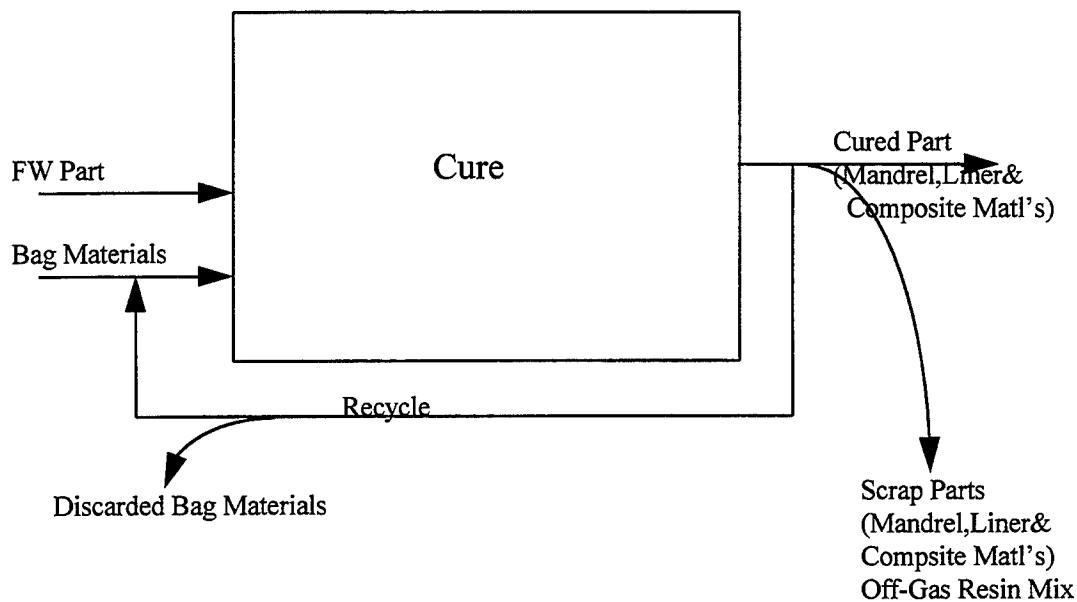 Cure
FW Part
Bag Materials
Cured Part
(Mandrel,Liner&
Composite Matl's)
Recycle
Discarded Bag Materials
Scrap Parts
(Mandrel,Liner&
Compsite Matl's)
Off-Gas Resin Mix